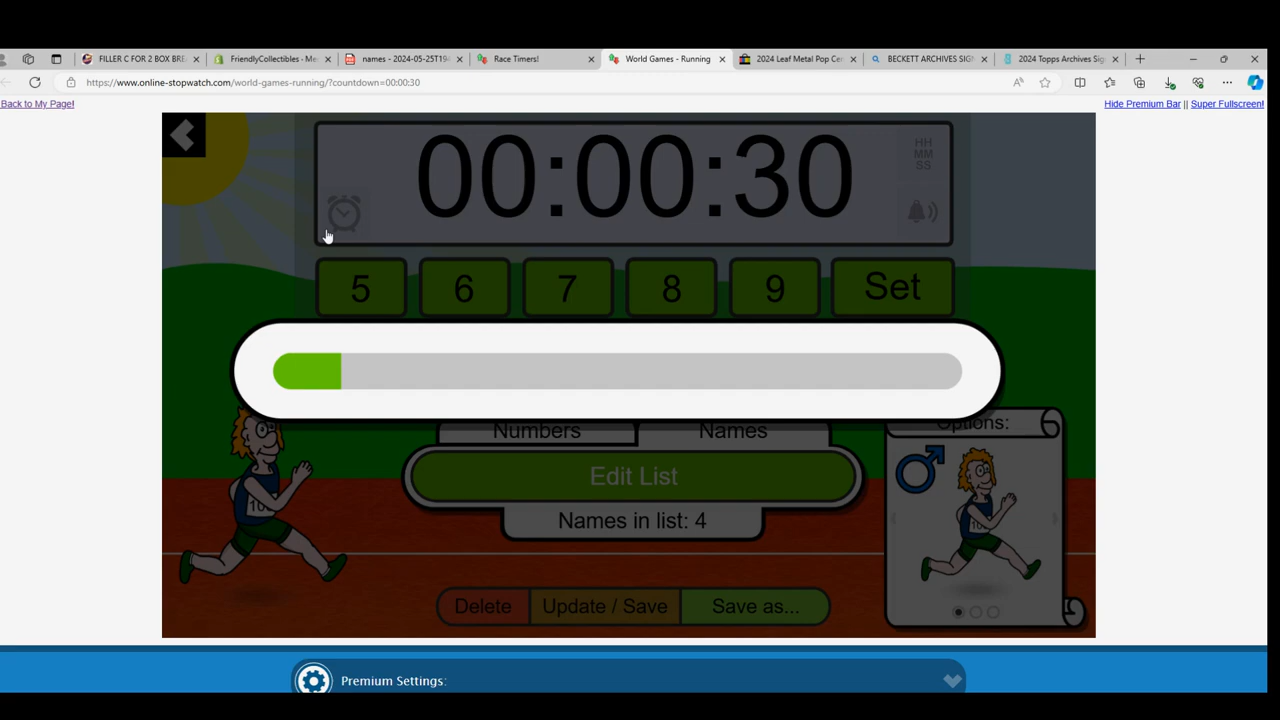 FILLER C FOR 2 BOX BRE
FriendlyCollectibles - Me
names - 2024-05-25T194
Race Timers!
World Games - Running
2024 Leaf Metal Pop Ce
BECKETT ARCHIVES SIGN
2024 Topps Archives Sig
https://www.online-stopwatch.com/world-games-running/?countdown=00:00:30
Back to My Page!
Hide Premium Bar || Super Fullscreen!
00:00:30
HH
MM
SS
5 6 7 8 9 Set
Numbers Names
Options:
Edit List
Names in list: 4
Delete Update / Save Save as...
Premium Settings: